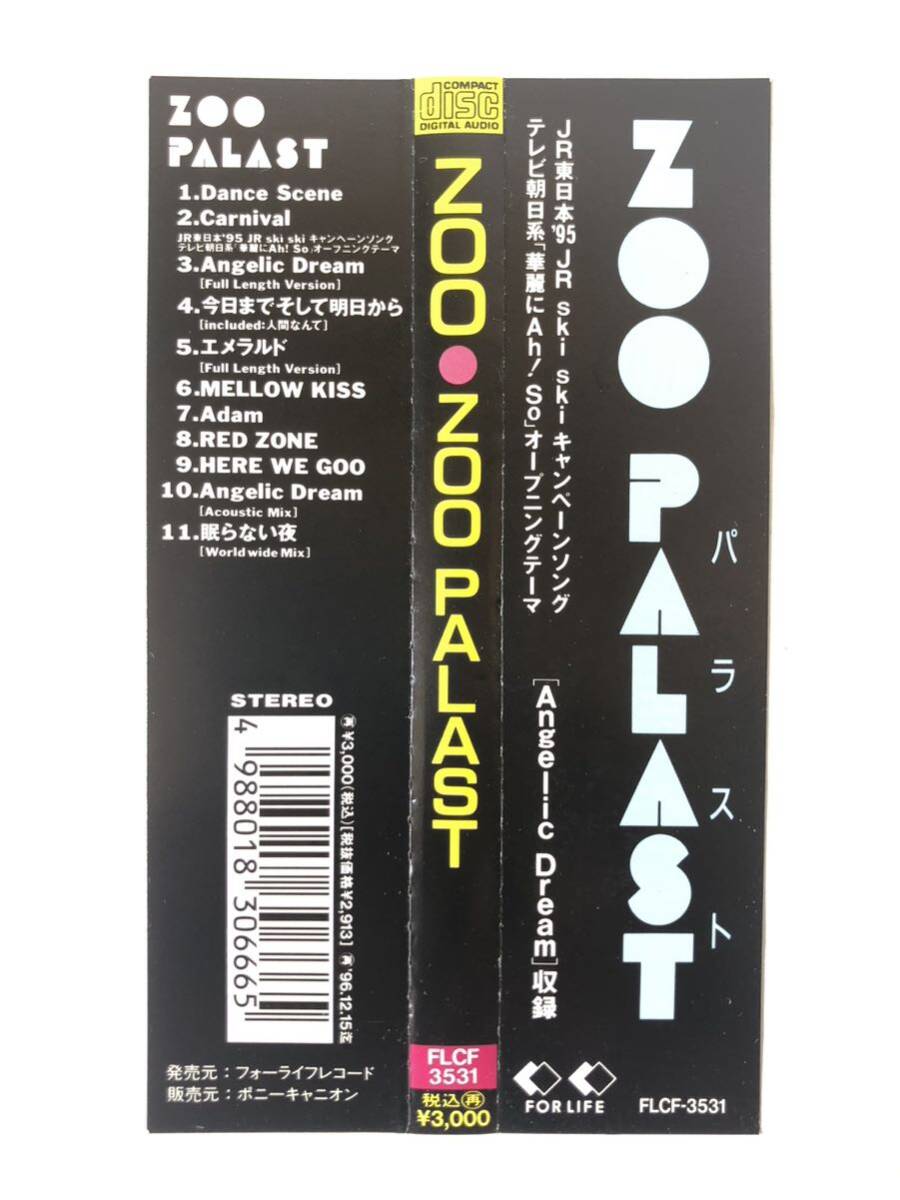 ZOO
PALAST
1.Dance Scene
2.Carnival
JR東日本'95 JR ski ski キャンペーンソング
テレビ朝日系「華麗にAh! So」オープニングテーマ
3.Angelic Dream
[Full Length Version]
4.今日までそして明日から
[included:人間なんて]
5.エメラルド
[Full Length Version]
6.MELLOW KISS
7.Adam
8.RED ZONE
9.HERE WE GOO
10.Angelic Dream
[Acoustic Mix]
11.眠らない夜
[World wide Mix]
STEREO
4 988018 306665
㊢¥3,000(税込)[税抜価格¥2,913] ㊢'96.12.15迄
発売元：フォーライフレコード
販売元：ポニーキャニオン
COMPACT
disc
DIGITAL AUDIO
ZOO●ZOO PALAST
FLCF
3531
税込㊢
¥3,000
JR東日本'95 JR ski ski キャンペーンソング
テレビ朝日系「華麗にAh! So」オープニングテーマ
[Angelic Dream]収録
ZOO PALAST
パラスト
FOR LIFE
FLCF-3531